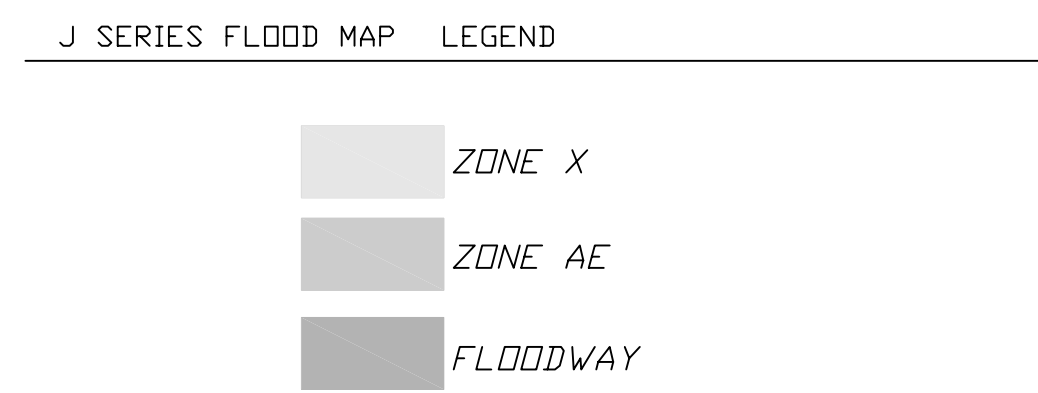 J SERIES FLOOD MAP LEGEND
ZONE X
ZONE AE
FLOODWAY